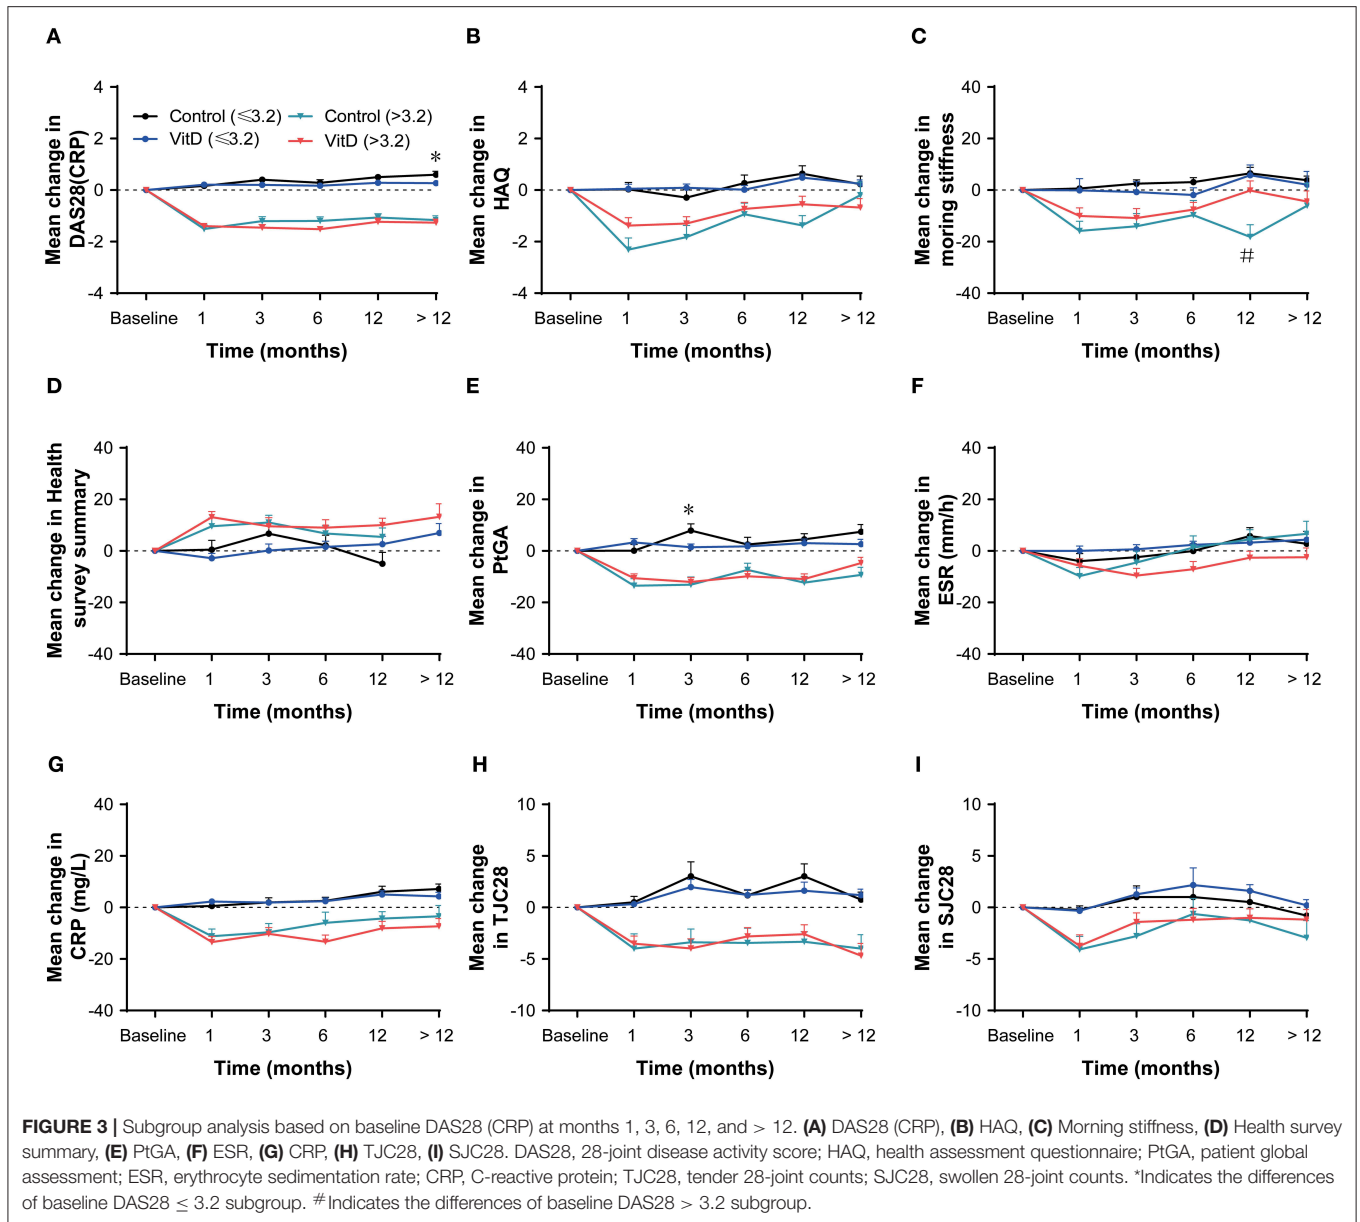 A
Mean change in
DAS28(CRP)
4
2
0
-2
-4
Control (≤3.2)
Control (>3.2)
VitD (≤3.2)
VitD (>3.2)
*
Baseline 1 3 6 12 > 12
Time (months)
B
Mean change in
HAQ
4
2
0
-2
-4
Baseline 1 3 6 12 > 12
Time (months)
C
Mean change in
moring stiffness
40
20
0
-20
-40
#
Baseline 1 3 6 12 > 12
Time (months)
D
Mean change in Health
survey summary
40
20
0
-20
-40
Baseline 1 3 6 12 > 12
Time (months)
E
Mean change in
PtGA
40
20
0
-20
-40
*
Baseline 1 3 6 12 > 12
Time (months)
F
Mean change in
ESR (mm/h)
40
20
0
-20
-40
Baseline 1 3 6 12 > 12
Time (months)
G
Mean change in
CRP (mg/L)
40
20
0
-20
-40
Baseline 1 3 6 12 > 12
Time (months)
H
Mean change
in TJC28
10
5
0
-5
-10
Baseline 1 3 6 12 > 12
Time (months)
I
Mean change
in SJC28
10
5
0
-5
-10
Baseline 1 3 6 12 > 12
Time (months)
FIGURE 3 | Subgroup analysis based on baseline DAS28 (CRP) at months 1, 3, 6, 12, and > 12. (A) DAS28 (CRP), (B) HAQ, (C) Morning stiffness, (D) Health survey
summary, (E) PtGA, (F) ESR, (G) CRP, (H) TJC28, (I) SJC28. DAS28, 28-joint disease activity score; HAQ, health assessment questionnaire; PtGA, patient global
assessment; ESR, erythrocyte sedimentation rate; CRP, C-reactive protein; TJC28, tender 28-joint counts; SJC28, swollen 28-joint counts. *Indicates the differences
of baseline DAS28 ≤ 3.2 subgroup. #Indicates the differences of baseline DAS28 > 3.2 subgroup.